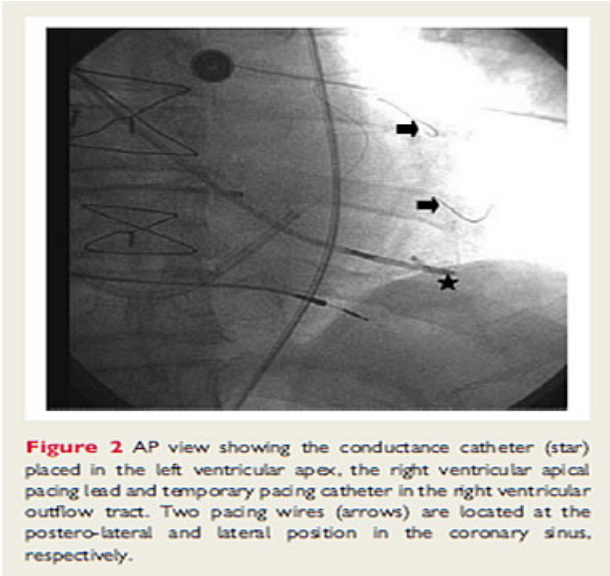 Figure 2 AP view showing the conductance catheter (star)
placed in the left ventricular apex, the right ventricular apical
pacing lead and temporary pacing catheter in the right ventricular
outflow tract. Two pacing wires (arrows) are located at the
postero-lateral and lateral position in the coronary sinus,
respectively.